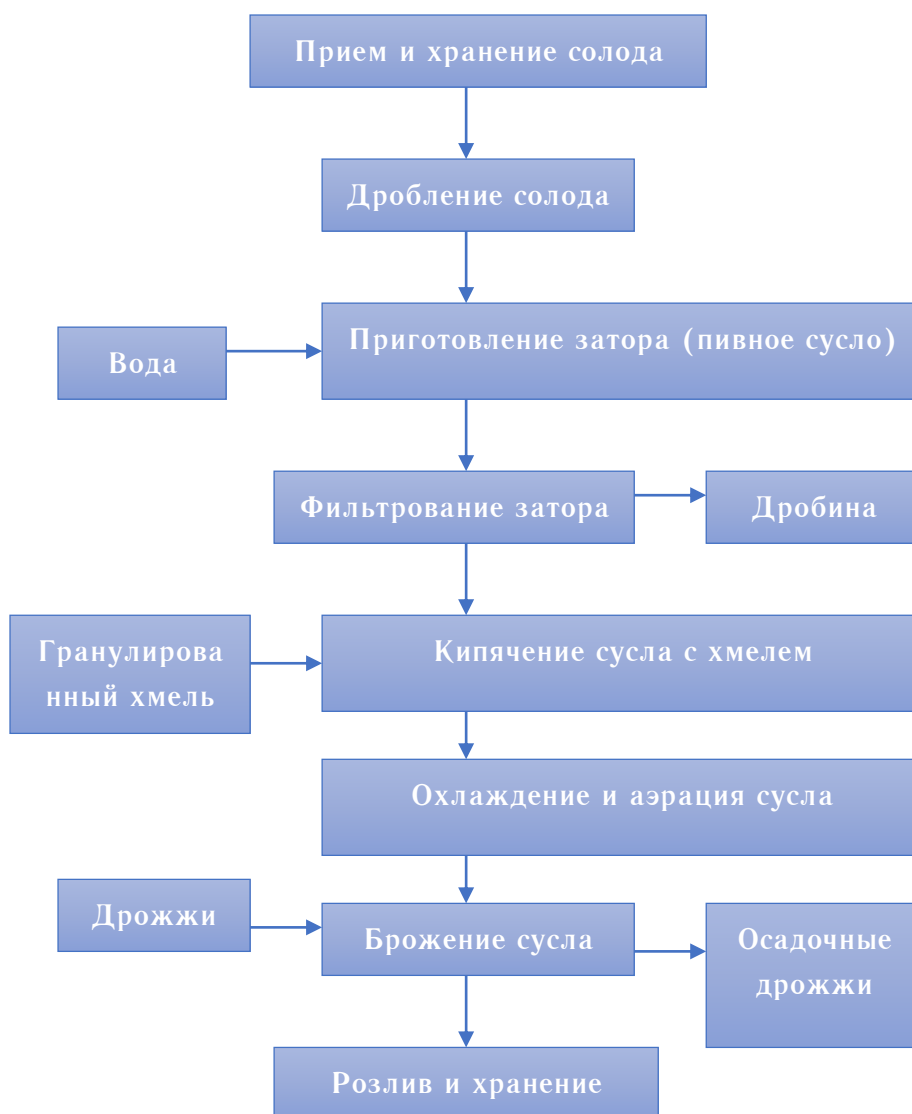 Прием и хранение солода
Дробление солода
Приготовление затора (пивное сусло)
Вода
Фильтрование затора
Дробина
Гранулирова
нный хмель
Кипячение сусла с хмелем
Охлаждение и аэрация сусла
Дрожжи
Брожение сусла
Осадочные
дрожжи
Розлив и хранение